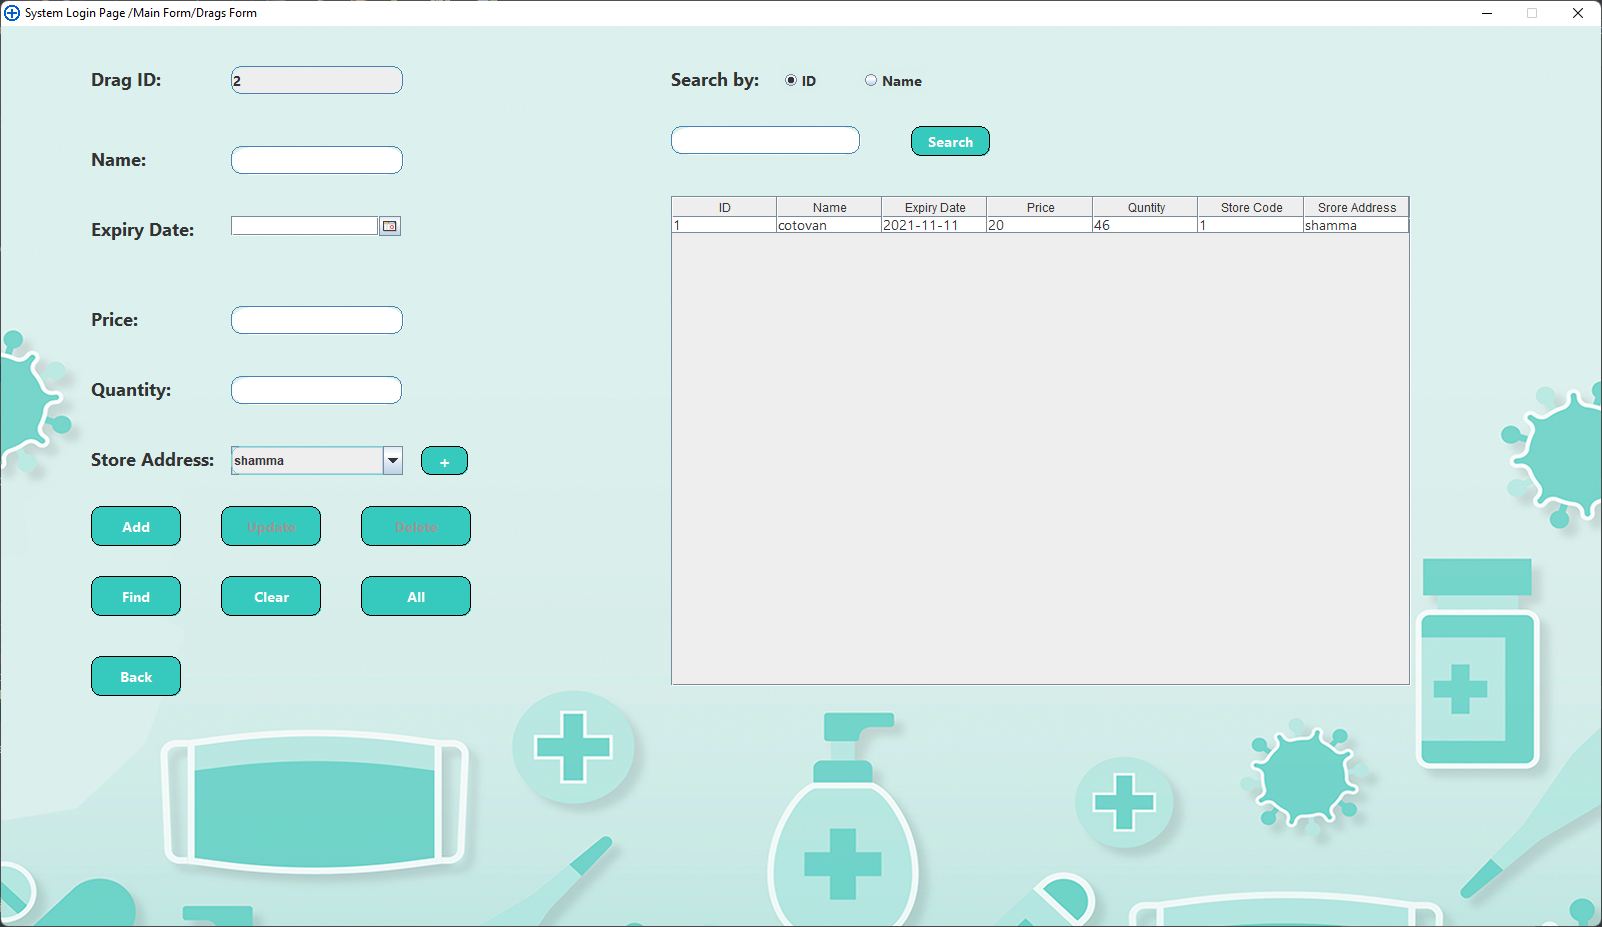 System Login Page /Main Form/Drags Form
Drag ID: 2
Name:
Expiry Date:
Price:
Quantity:
Store Address: shamma +
Add Update Delete
Find Clear All
Back
Search by: ID Name
Search
ID Name Expiry Date Price Quntity Store Code Srore Address
1 cotovan 2021-11-11 20 46 1 shamma